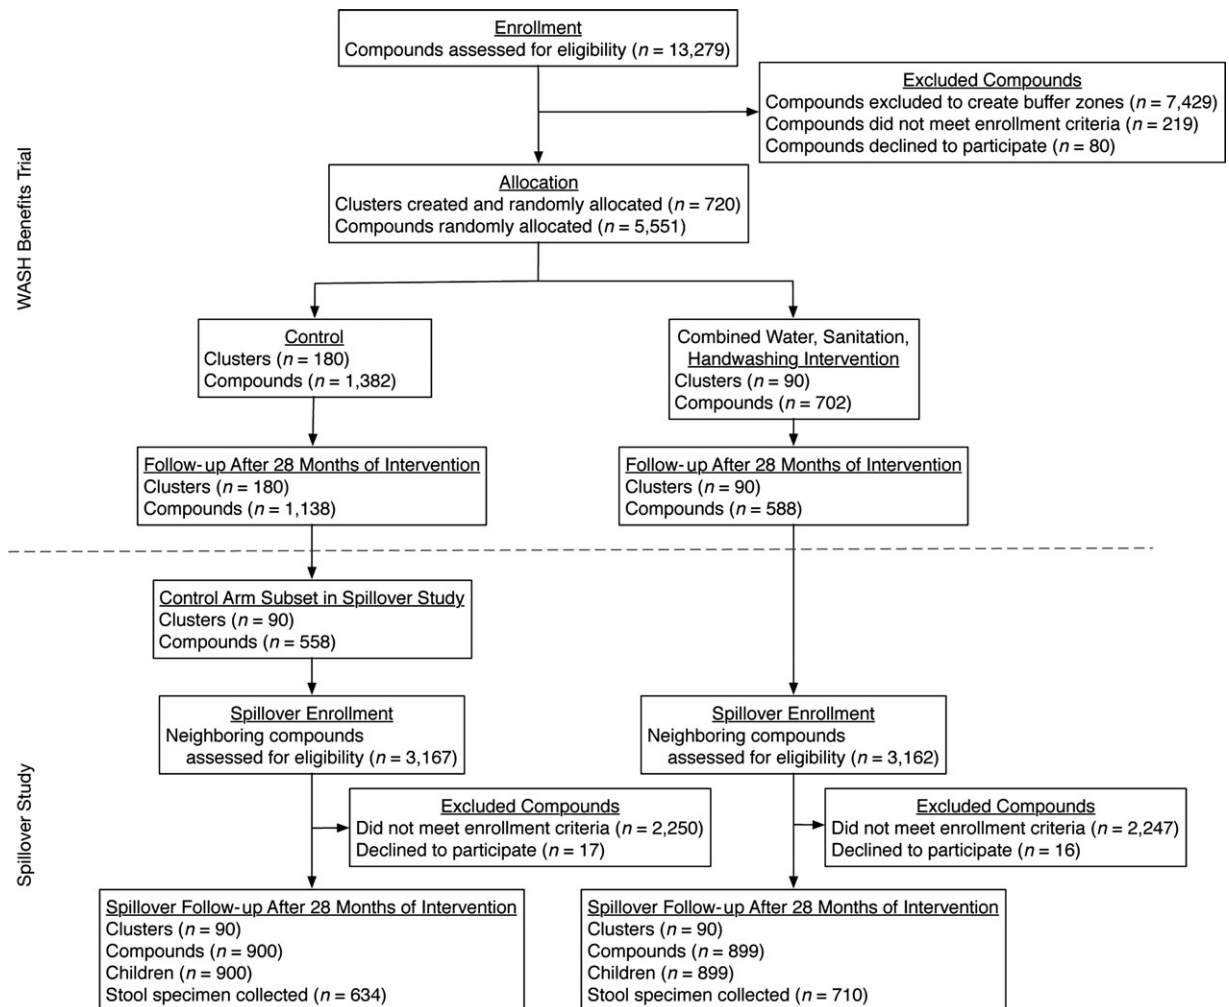 Enrollment
Compounds assessed for eligibility (n = 13,279)
Excluded Compounds
Compounds excluded to create buffer zones (n = 7,429)
Compounds did not meet enrollment criteria (n = 219)
Compounds declined to participate (n = 80)
WASH Benefits Trial
Allocation
Clusters created and randomly allocated (n = 720)
Compounds randomly allocated (n = 5,551)
Control
Clusters (n = 180)
Compounds (n = 1,382)
Combined Water, Sanitation,
Handwashing Intervention
Clusters (n = 90)
Compounds (n = 702)
Follow-up After 28 Months of Intervention
Clusters (n = 180)
Compounds (n = 1,138)
Follow-up After 28 Months of Intervention
Clusters (n = 90)
Compounds (n = 588)
Spillover Study
Control Arm Subset in Spillover Study
Clusters (n = 90)
Compounds (n = 558)
Spillover Enrollment
Neighboring compounds
assessed for eligibility (n = 3,167)
Spillover Enrollment
Neighboring compounds
assessed for eligibility (n = 3,162)
Excluded Compounds
Did not meet enrollment criteria (n = 2,250)
Declined to participate (n = 17)
Excluded Compounds
Did not meet enrollment criteria (n = 2,247)
Declined to participate (n = 16)
Spillover Follow-up After 28 Months of Intervention
Clusters (n = 90)
Compounds (n = 900)
Children (n = 900)
Stool specimen collected (n = 634)
Spillover Follow-up After 28 Months of Intervention
Clusters (n = 90)
Compounds (n = 899)
Children (n = 899)
Stool specimen collected (n = 710)